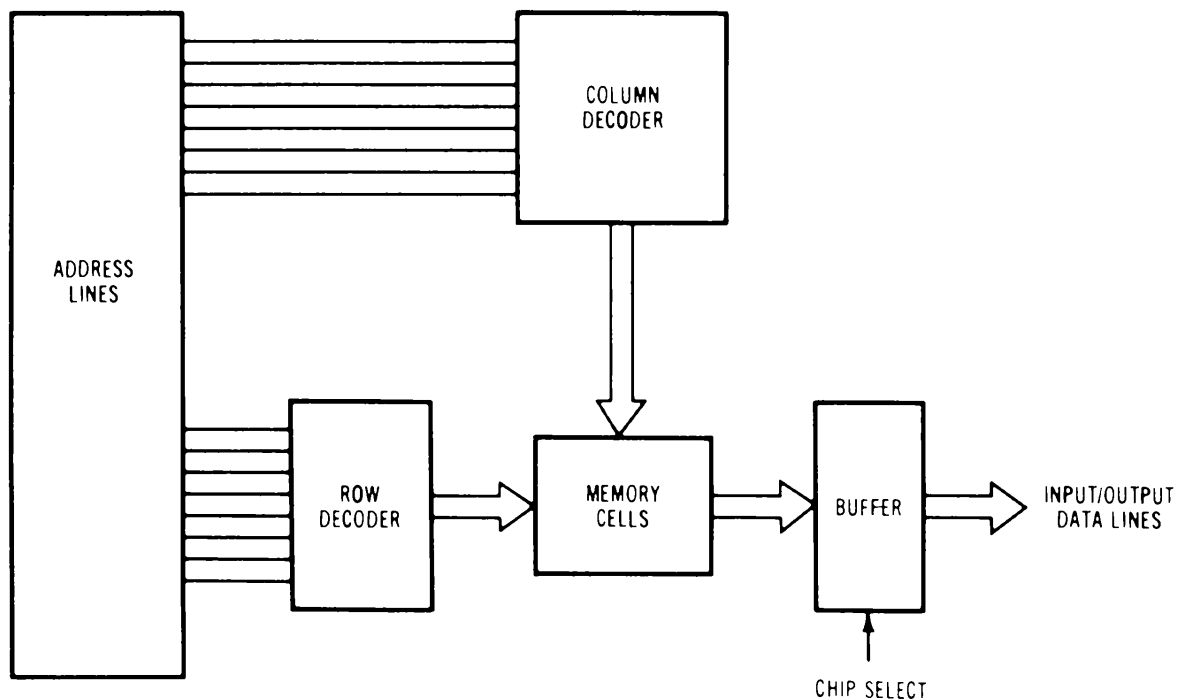 COLUMN
DECODER
ADDRESS
LINES
ROW
DECODER
MEMORY
CELLS
BUFFER
INPUT/OUTPUT
DATA LINES
CHIP SELECT